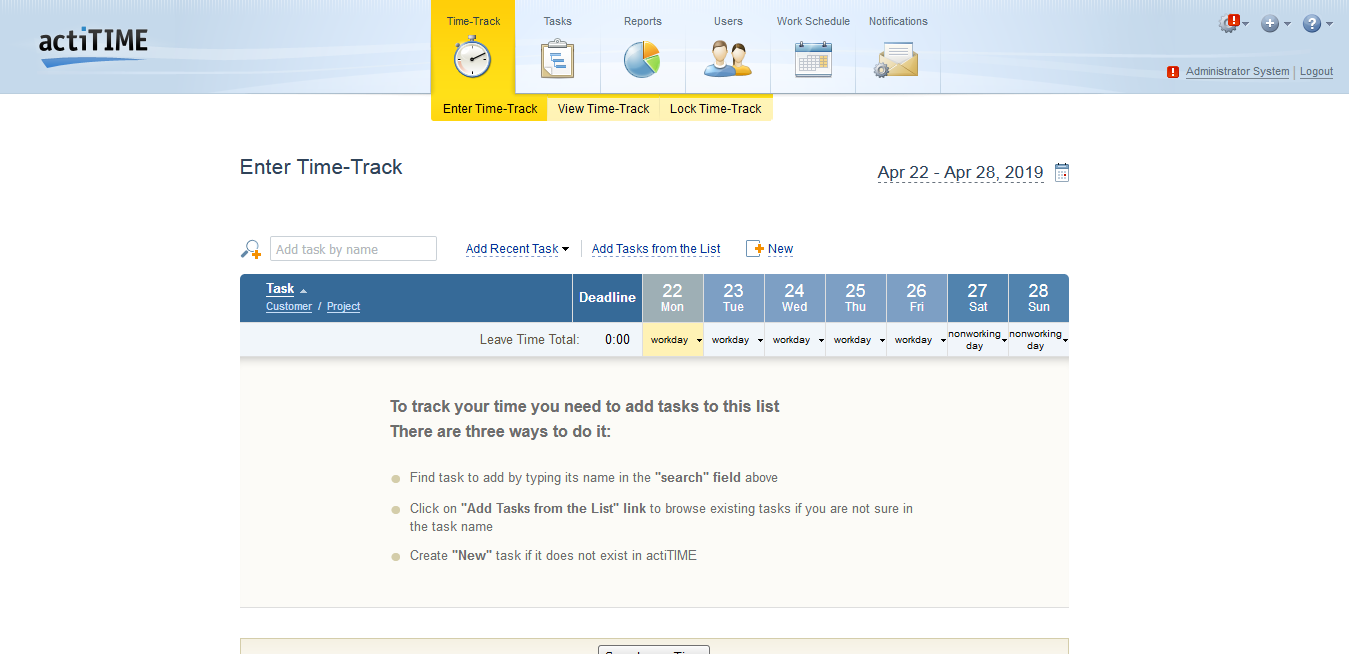 actiTIME
Time-Track
Tasks
Reports
Users
Work Schedule
Notifications
Administrator System | Logout
Enter Time-Track
View Time-Track
Lock Time-Track
Enter Time-Track
Apr 22 - Apr 28, 2019
Add task by name
Add Recent Task
Add Tasks from the List
New
Task
Customer / Project
Deadline
22
Mon
23
Tue
24
Wed
25
Thu
26
Fri
27
Sat
28
Sun
Leave Time Total:
0:00
workday
workday
workday
workday
workday
nonworking
day
nonworking
day
To track your time you need to add tasks to this list
There are three ways to do it:
Find task to add by typing its name in the "search" field above
Click on "Add Tasks from the List" link to browse existing tasks if you are not sure in
the task name
Create "New" task if it does not exist in actiTIME